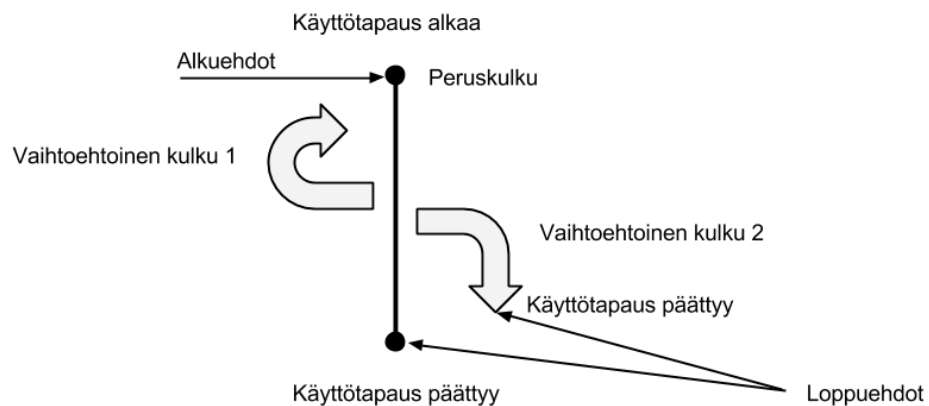 Käyttötapaus alkaa
Alkuehdot
Peruskulku
Vaihtoehtoinen kulku 1
Vaihtoehtoinen kulku 2
Käyttötapaus päättyy
Käyttötapaus päättyy
Loppuehdot